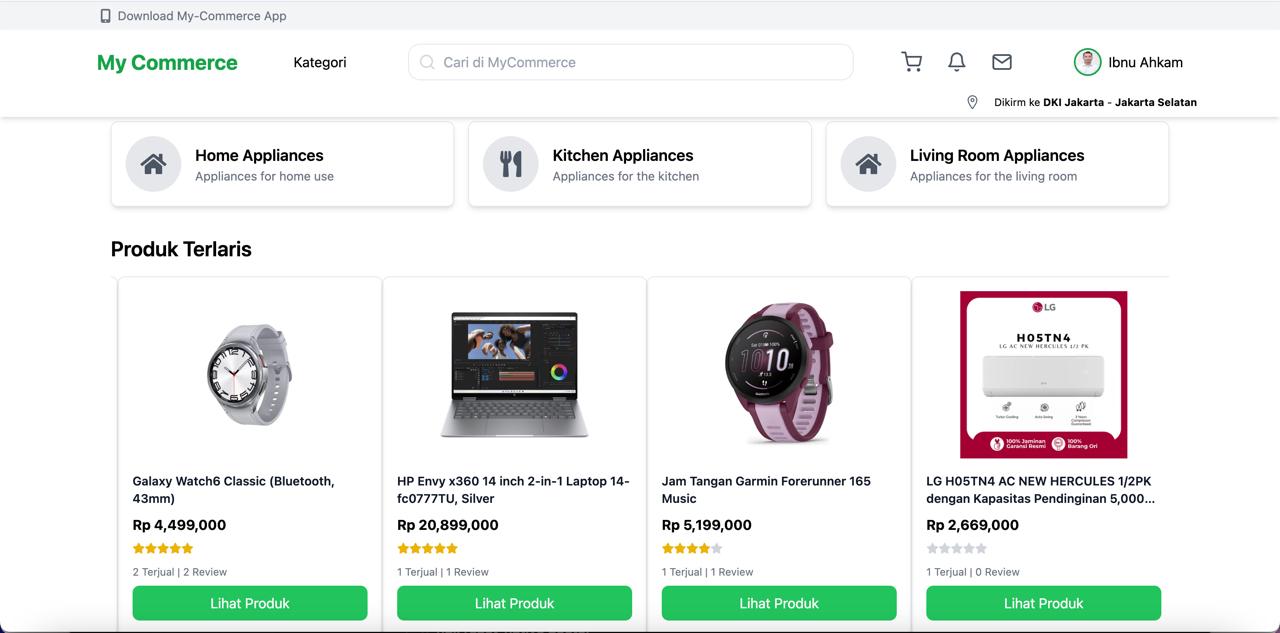 Download My-Commerce App
My Commerce
Kategori
Cari di MyCommerce
Ibnu Ahkam
Dikirm ke DKI Jakarta - Jakarta Selatan
Home Appliances
Appliances for home use
Kitchen Appliances
Appliances for the kitchen
Living Room Appliances
Appliances for the living room
Produk Terlaris
10 10
LG
H05TN4
LG AC NEW HERCULES 1/2 PK
Turbo Cooling
Auto Swing
100% Jaminan
Garansi Resmi
100%
Barang Ori
Galaxy Watch6 Classic (Bluetooth,
43mm)
Rp 4,499,000
2 Terjual | 2 Review
Lihat Produk
HP Envy x360 14 inch 2-in-1 Laptop 14-
fc0777TU, Silver
Rp 20,899,000
1 Terjual | 1 Review
Lihat Produk
Jam Tangan Garmin Forerunner 165
Music
Rp 5,199,000
1 Terjual | 1 Review
Lihat Produk
LG H05TN4 AC NEW HERCULES 1/2PK
dengan Kapasitas Pendinginan 5,000...
Rp 2,669,000
1 Terjual | 0 Review
Lihat Produk